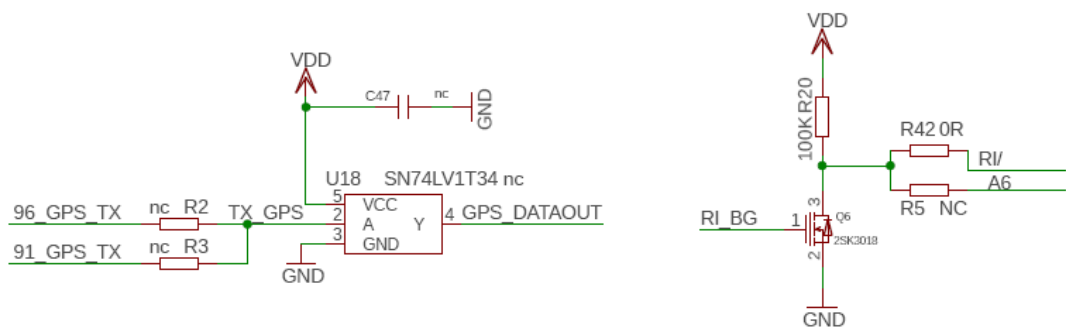 VDD
C47 nc
GND
U18 SN74LV1T34 nc
96_GPS_TX nc R2 TX_GPS
5 VCC
2 A Y 4 GPS_DATAOUT
3 GND
91_GPS_TX nc R3
GND
VDD
100K R20
R42 0R
RI/
A6
R5 NC
3
Q6
RI_BG 1
2SK3018
2
GND